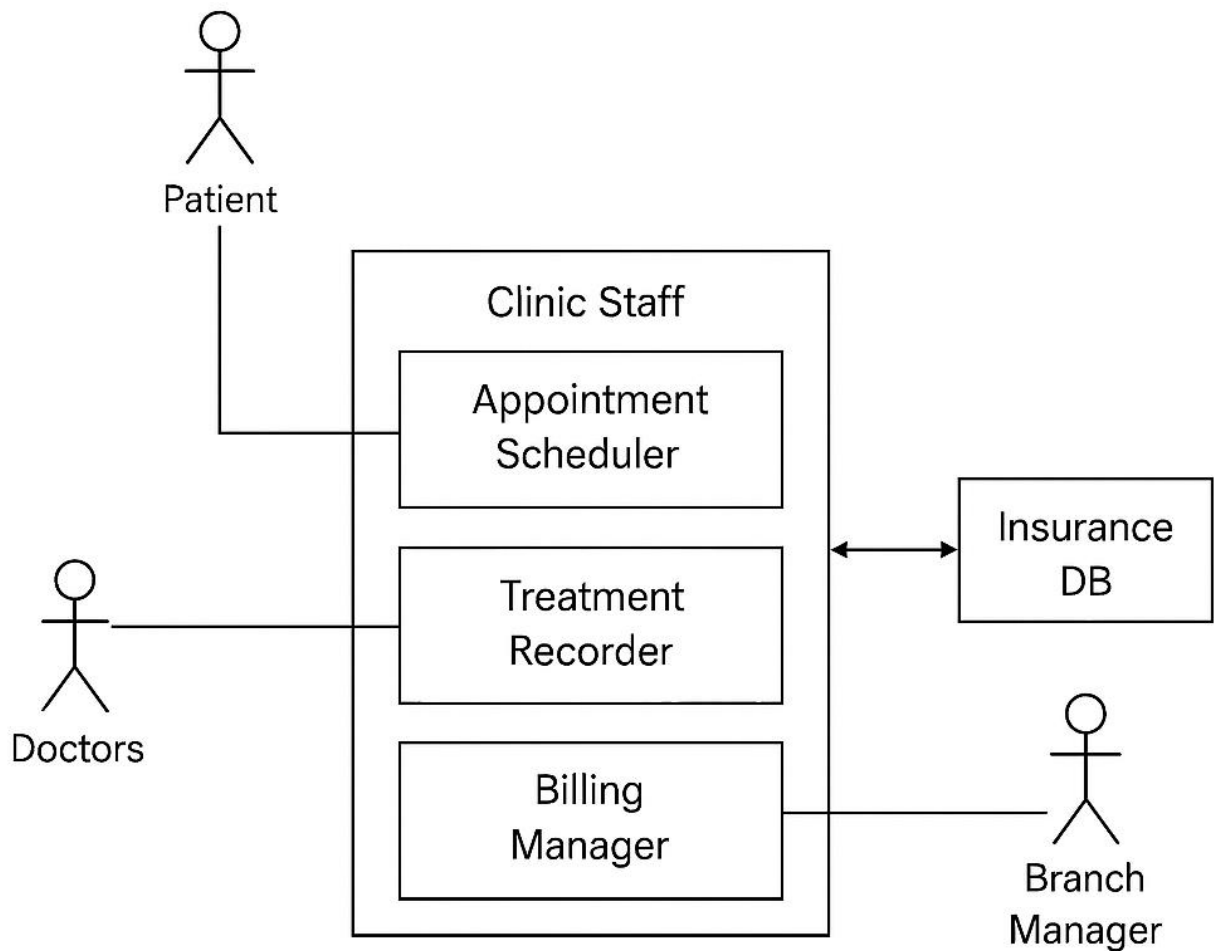 Patient
Clinic Staff
Appointment
Scheduler
Insurance
DB
Treatment
Recorder
Doctors
Billing
Manager
Branch
Manager